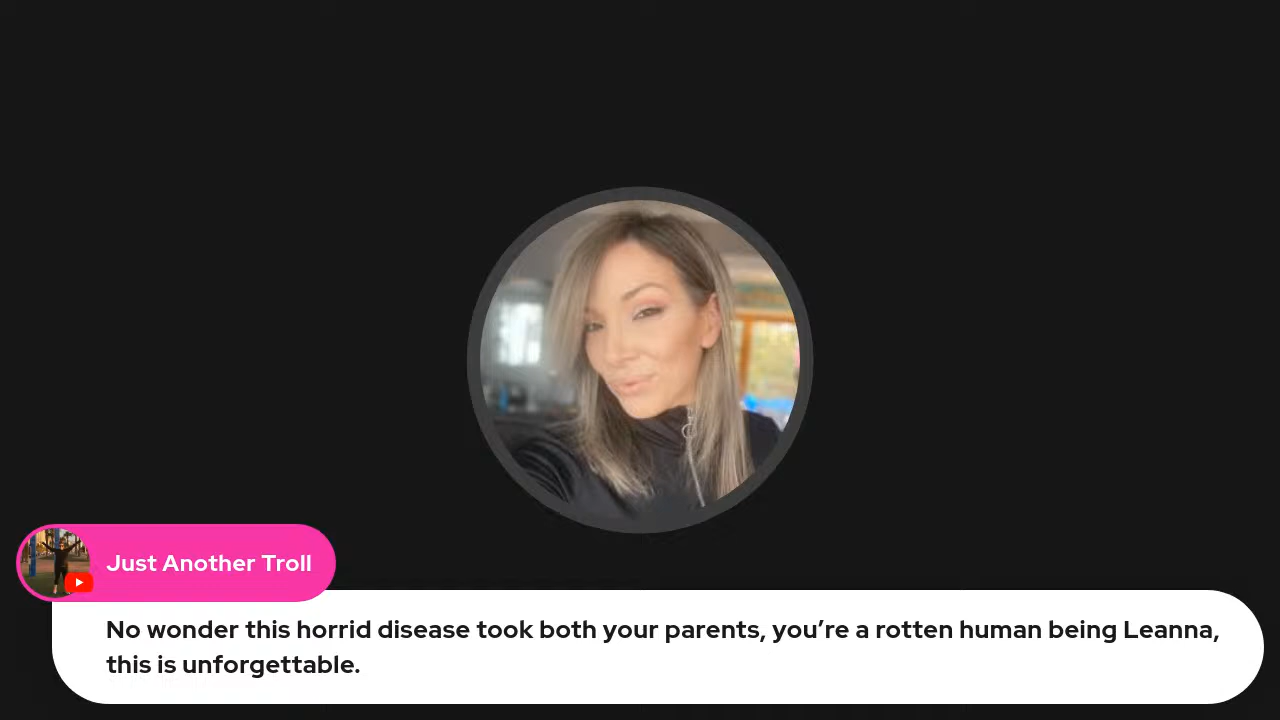 Just Another Troll
No wonder this horrid disease took both your parents, you’re a rotten human being Leanna,
this is unforgettable.